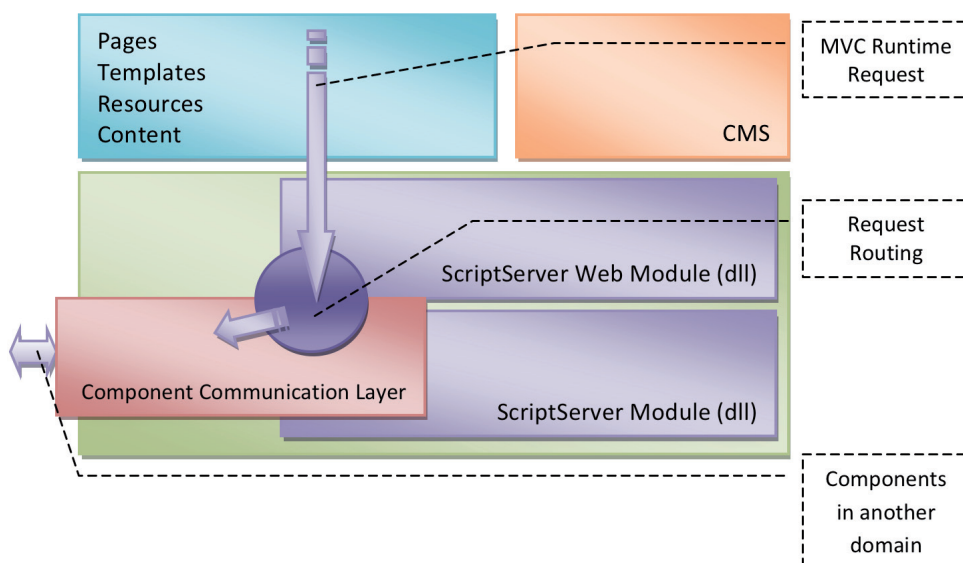 Pages
Templates
Resources
Content
CMS
MVC Runtime
Request
ScriptServer Web Module (dll)
Request
Routing
Component Communication Layer
ScriptServer Module (dll)
Components
in another
domain